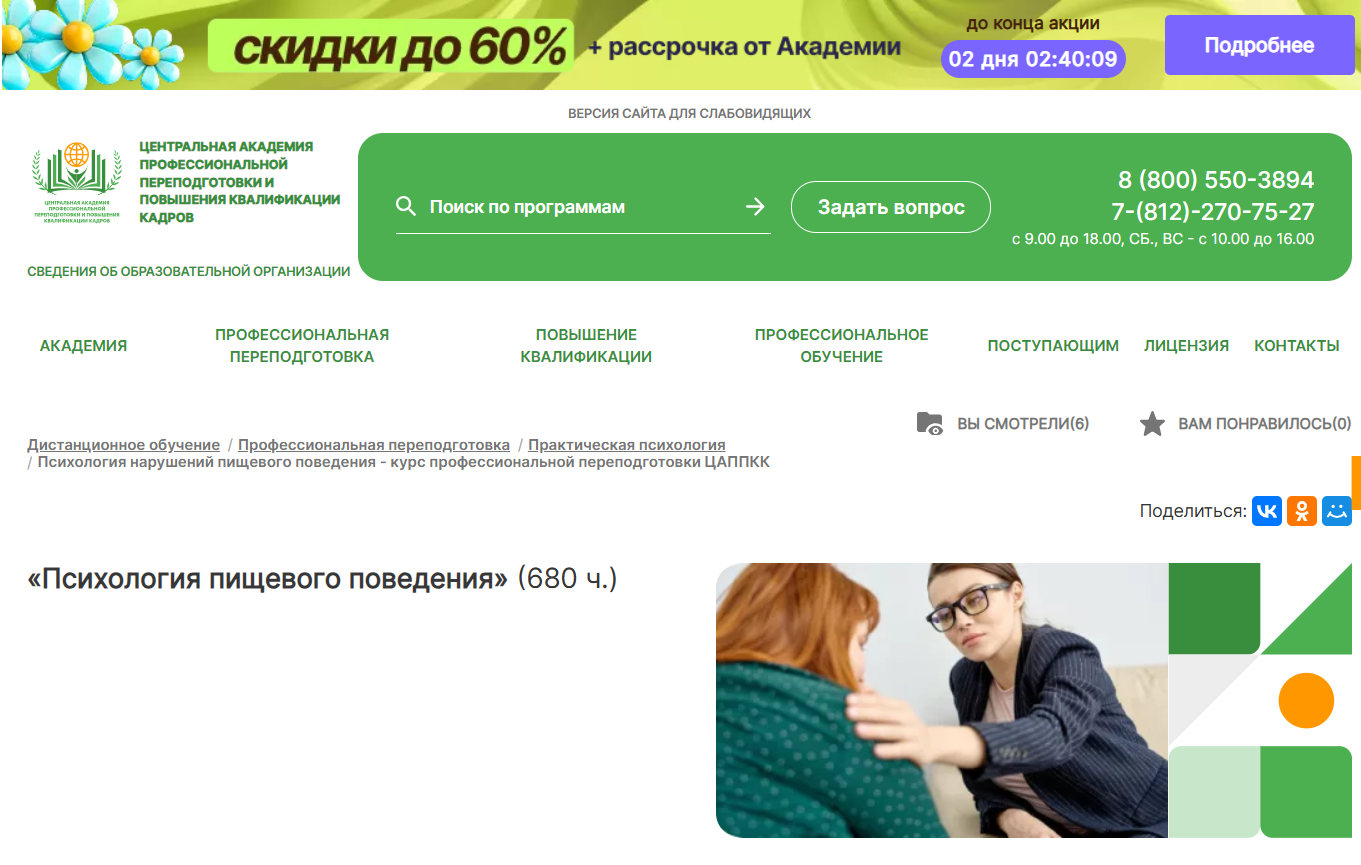 скидки до 60% + рассрочка от Академии
до конца акции
02 дня 02:40:09
Подробнее
ВЕРСИЯ САЙТА ДЛЯ СЛАБОВИДЯЩИХ
ЦЕНТРАЛЬНАЯ АКАДЕМИЯ
ПРОФЕССИОНАЛЬНОЙ
ПЕРЕПОДГОТОВКИ И ПОВЫШЕНИЯ
КВАЛИФИКАЦИИ КАДРОВ
ЦЕНТРАЛЬНАЯ АКАДЕМИЯ
ПРОФЕССИОНАЛЬНОЙ
ПЕРЕПОДГОТОВКИ И
ПОВЫШЕНИЯ КВАЛИФИКАЦИИ
КАДРОВ
СВЕДЕНИЯ ОБ ОБРАЗОВАТЕЛЬНОЙ ОРГАНИЗАЦИИ
Поиск по программам
Задать вопрос
8 (800) 550-3894
7-(812)-270-75-27
с 9.00 до 18.00, СБ., ВС - с 10.00 до 16.00
АКАДЕМИЯ
ПРОФЕССИОНАЛЬНАЯ
ПЕРЕПОДГОТОВКА
ПОВЫШЕНИЕ
КВАЛИФИКАЦИИ
ПРОФЕССИОНАЛЬНОЕ
ОБУЧЕНИЕ
ПОСТУПАЮЩИМ
ЛИЦЕНЗИЯ
КОНТАКТЫ
ВЫ СМОТРЕЛИ(6)
ВАМ ПОНРАВИЛОСЬ(0)
Дистанционное обучение / Профессиональная переподготовка / Практическая психология
/ Психология нарушений пищевого поведения - курс профессиональной переподготовки ЦАППКК
Поделиться:
«Психология пищевого поведения» (680 ч.)